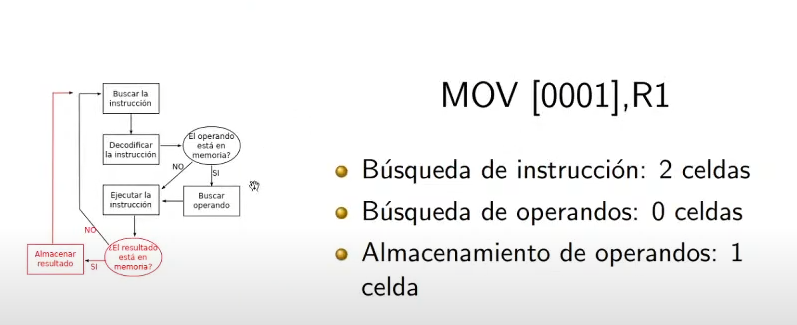 Buscar la
instrucción
Decodificar
la instrucción
El operando
está en
memoria?
NO
SI
Ejecutar la
instrucción
Buscar
operando
NO
Almacenar
resultado
SI
¿El resultado
está en
memoria?
MOV [0001],R1
Búsqueda de instrucción: 2 celdas
Búsqueda de operandos: 0 celdas
Almacenamiento de operandos: 1
celda